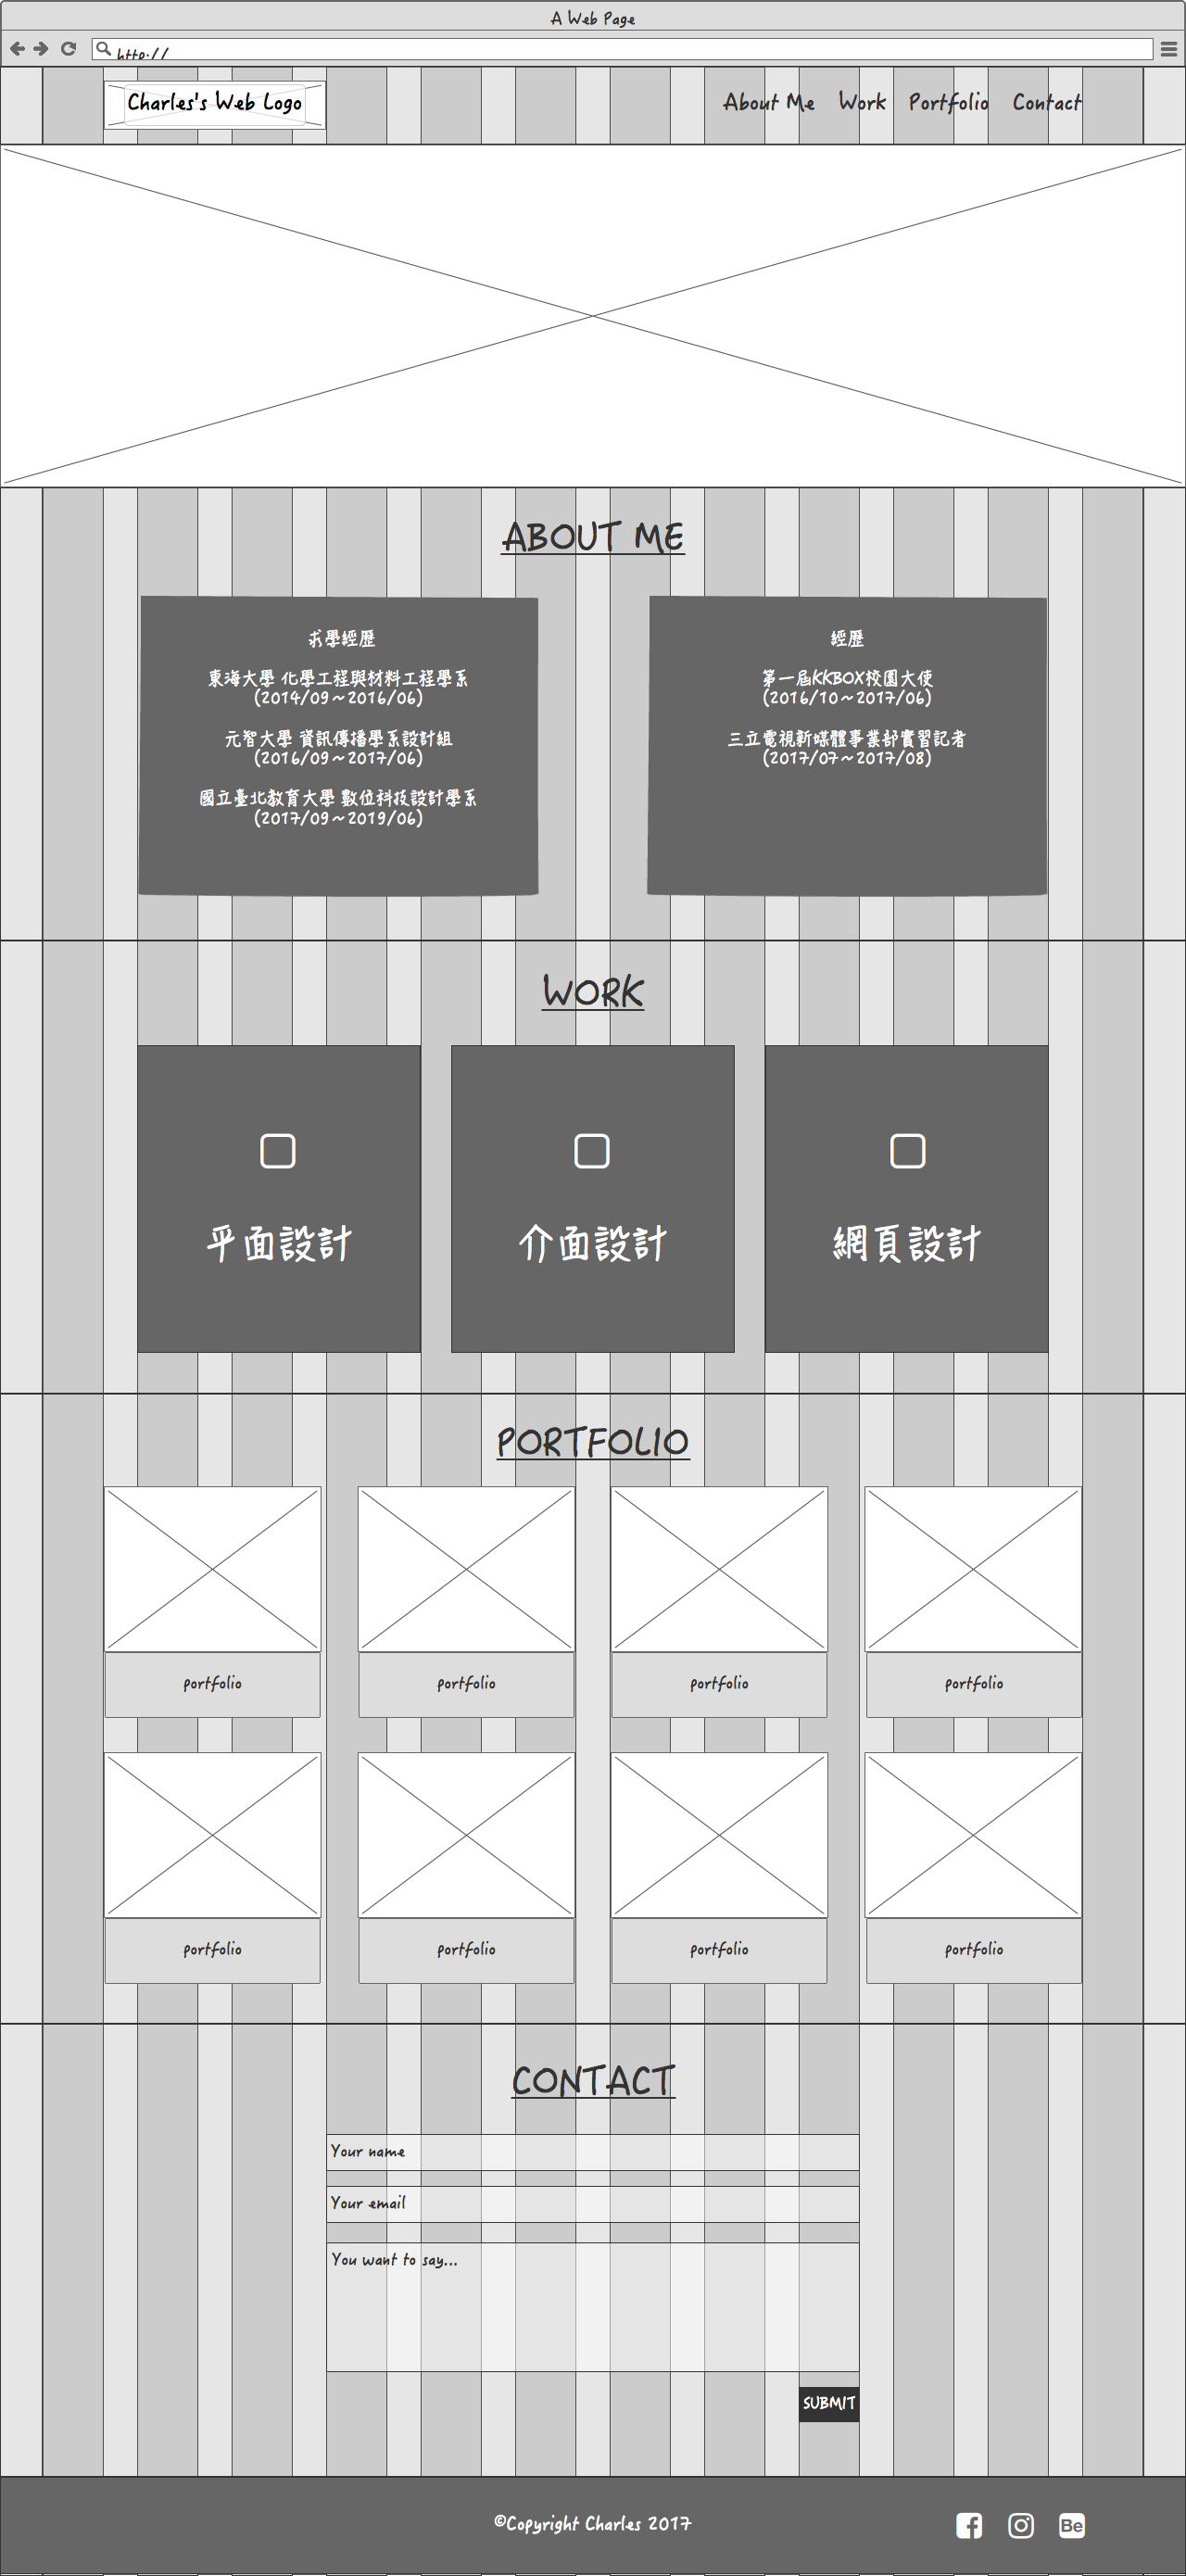 A Web Page
http://
Charles's Web Logo
About Me Work Portfolio Contact
ABOUT ME
求學經歷
東海大學 化學工程與材料工程學系
(2014/09~2016/06)
元智大學 資訊傳播學系設計組
(2016/09~2017/06)
國立臺北教育大學 數位科技設計學系
(2017/09~2019/06)
經歷
第一屆KKBOX校園大使
(2016/10~2017/06)
三立電視新媒體事業部實習記者
(2017/07~2017/08)
WORK
平面設計
介面設計
網頁設計
PORTFOLIO
portfolio
portfolio
portfolio
portfolio
portfolio
portfolio
portfolio
portfolio
CONTACT
Your name
Your email
You want to say...
SUBMIT
©Copyright Charles 2017
Be